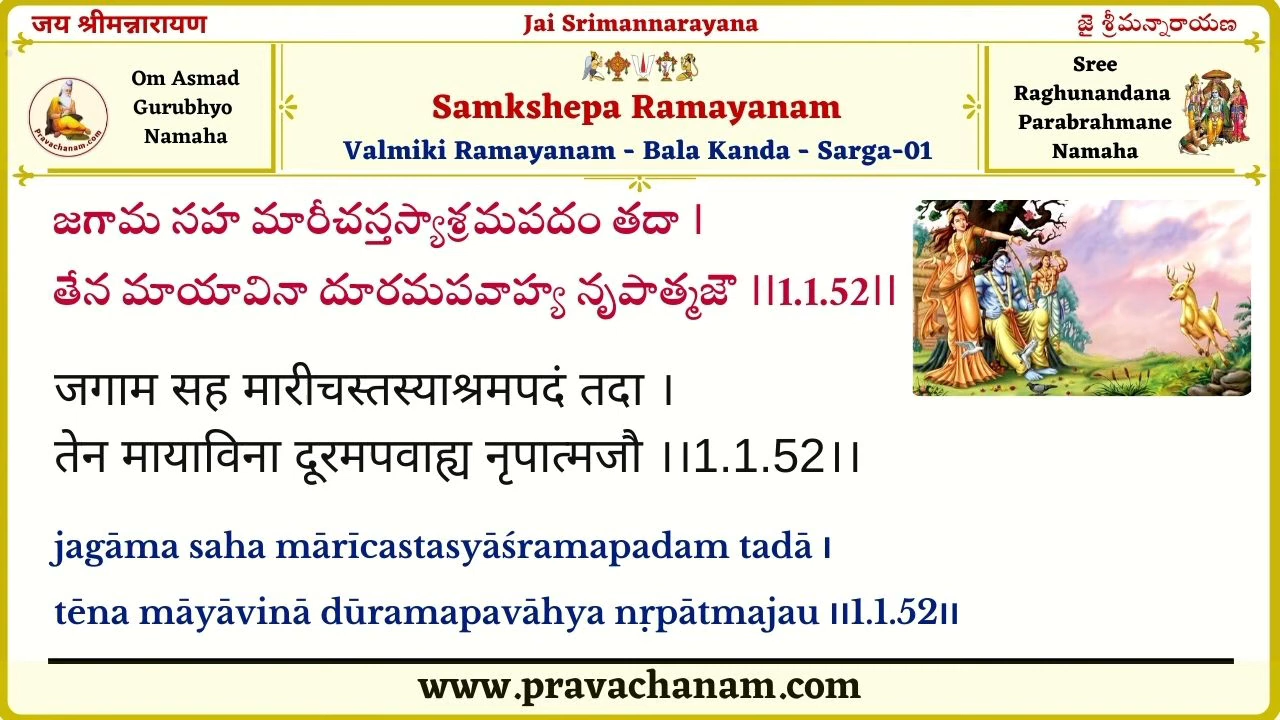 जय श्रीमन्नारायण
Jai Srimannarayana
జై శ్రీమన్నారాయణ
Om Asmad
Gurubhyo
Namaha
Pravachanam.com
Samkshepa Ramayanam
Valmiki Ramayanam - Bala Kanda - Sarga-01
Sree
Raghunandana
Parabrahmane
Namaha
జగామ సహ మారీచస్తస్యాశ్రమపదం తదా ।
తేన మాయావినా దూరమపవాహ్య నృపాత్మజౌ ।।1.1.52।।
जगाम सह मारीचस्तस्याश्रमपदं तदा ।
तेन मायाविना दूरमपवाह्य नृपात्मजौ ।।1.1.52।।
jagāma saha mārīcastasyāśramapadam tadā ।
tēna māyāvinā dūramapavāhya nṛpātmajau ।।1.1.52।।
www.pravachanam.com